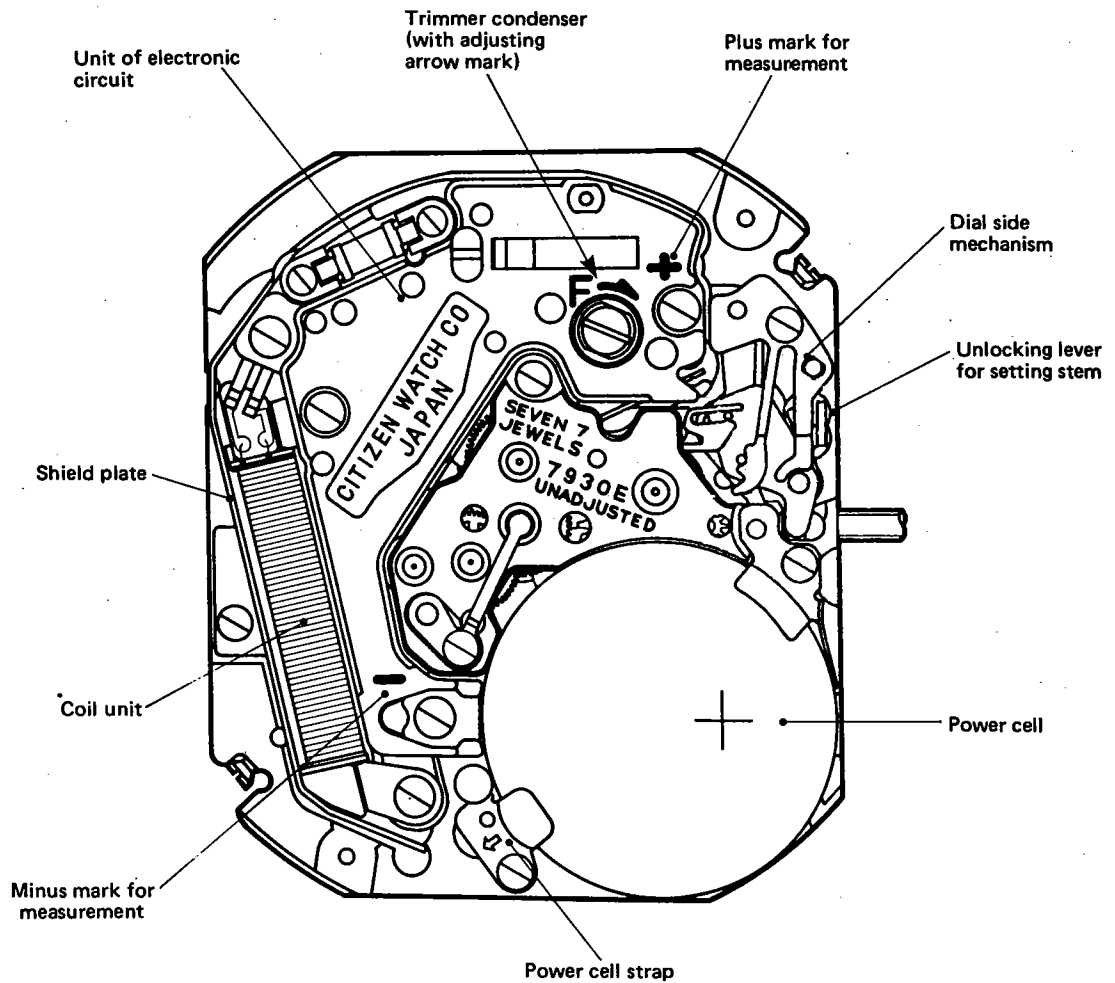 Trimmer condenser
(with adjusting
arrow mark)
Unit of electronic
circuit
Plus mark for
measurement
Dial side
mechanism
Unlocking lever
for setting stem
F
+
CITIZEN WATCH CO
JAPAN
SEVEN 7
JEWELS
7930E
UNADJUSTED
Shield plate
Coil unit
−
Power cell
Minus mark for
measurement
Power cell strap